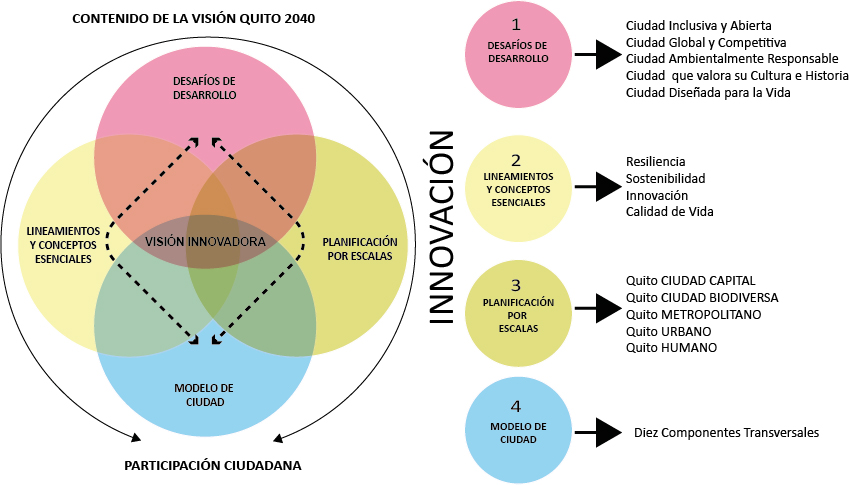 CONTENIDO DE LA VISIÓN QUITO 2040
DESAFÍOS DE
DESARROLLO
LINEAMIENTOS
Y CONCEPTOS
ESENCIALES
VISIÓN INNOVADORA
PLANIFICACIÓN
POR ESCALAS
MODELO DE
CIUDAD
PARTICIPACIÓN CIUDADANA
INNOVACIÓN
1
DESAFÍOS DE
DESARROLLO
Ciudad Inclusiva y Abierta
Ciudad Global y Competitiva
Ciudad Ambientalmente Responsable
Ciudad que valora su Cultura e Historia
Ciudad Diseñada para la Vida
2
LINEAMIENTOS
Y CONCEPTOS
ESENCIALES
Resiliencia
Sostenibilidad
Innovación
Calidad de Vida
3
PLANIFICACIÓN
POR
ESCALAS
Quito CIUDAD CAPITAL
Quito CIUDAD BIODIVERSA
Quito METROPOLITANO
Quito URBANO
Quito HUMANO
4
MODELO DE
CIUDAD
Diez Componentes Transversales